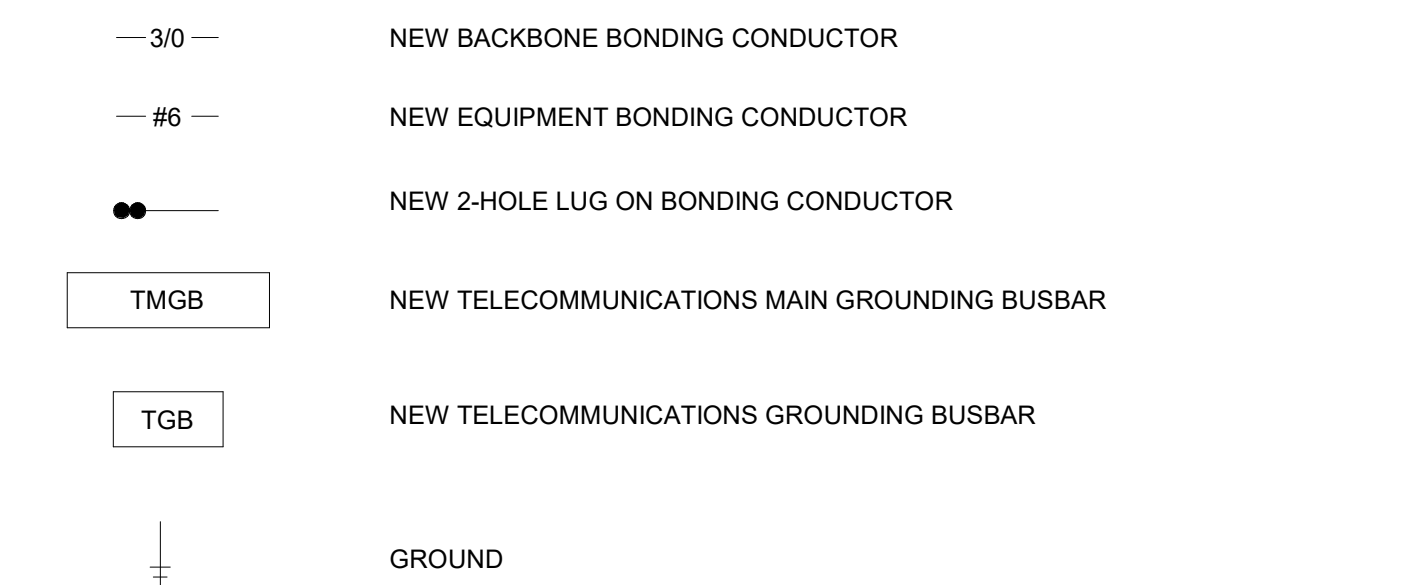 3/0 NEW BACKBONE BONDING CONDUCTOR
#6 NEW EQUIPMENT BONDING CONDUCTOR
NEW 2-HOLE LUG ON BONDING CONDUCTOR
TMGB NEW TELECOMMUNICATIONS MAIN GROUNDING BUSBAR
TGB NEW TELECOMMUNICATIONS GROUNDING BUSBAR
GROUND